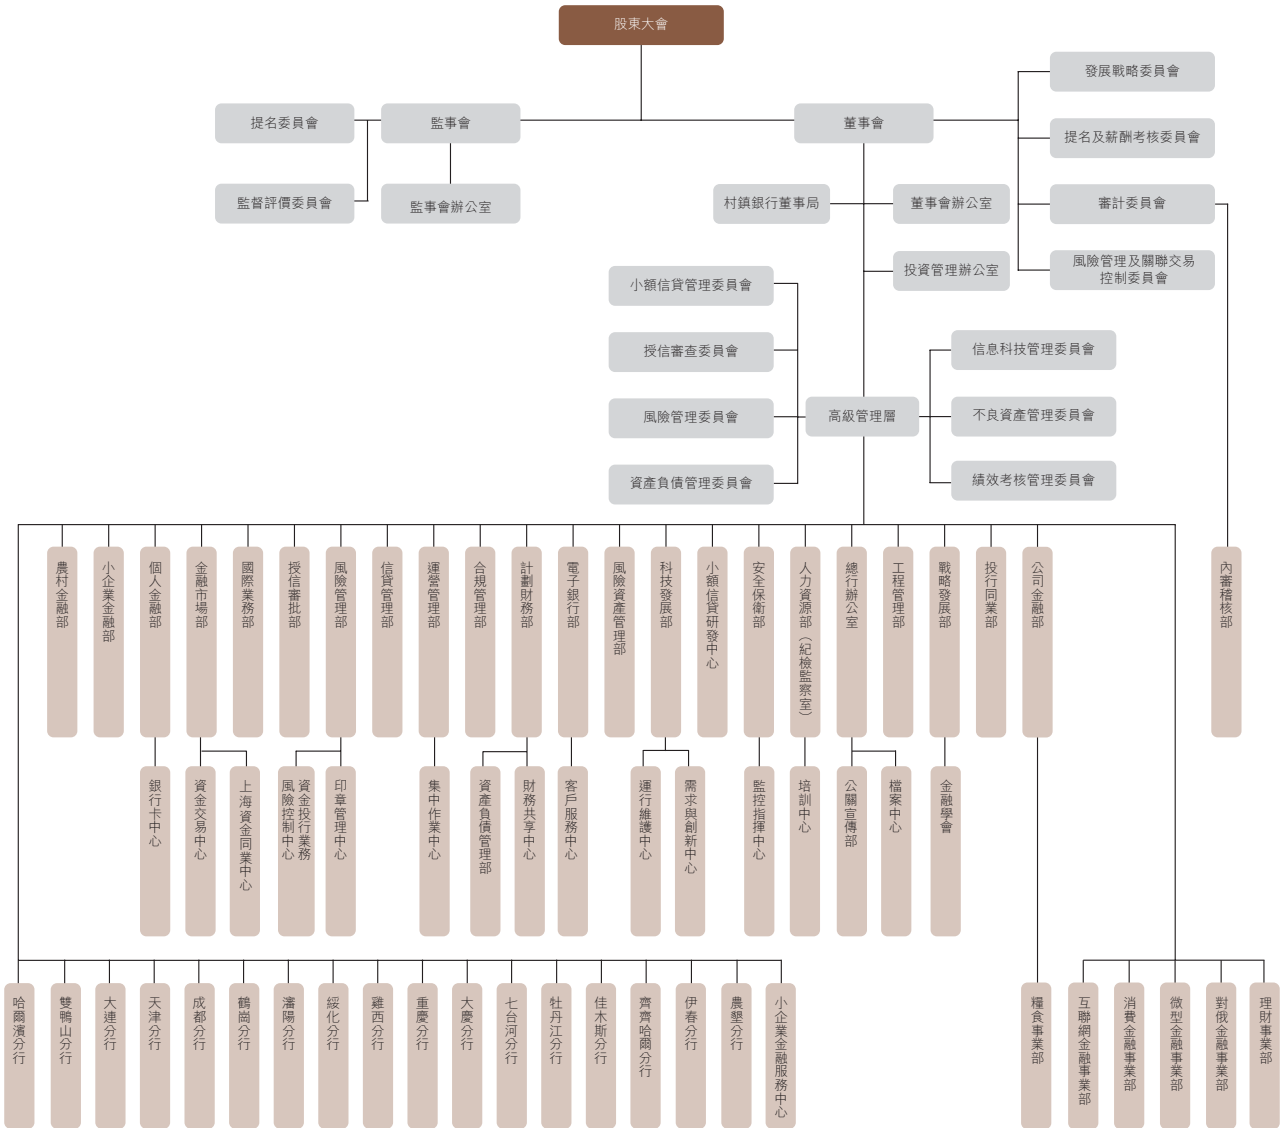 股東大會
發展戰略委員會
提名委員會
監事會
董事會
提名及薪酬考核委員會
監督評價委員會
監事會辦公室
村鎮銀行董事局
董事會辦公室
審計委員會
投資管理辦公室
風險管理及關聯交易
控制委員會
小額信貸管理委員會
授信審查委員會
信息科技管理委員會
風險管理委員會
高級管理層
不良資產管理委員會
資產負債管理委員會
績效考核管理委員會
農村金融部
小企業金融部
個人金融部
金融市場部
國際業務部
授信審批部
風險管理部
信貸管理部
運營管理部
合規管理部
計劃財務部
電子銀行部
風險資產管理部
科技發展部
小額信貸研發中心
安全保衛部
人力資源部（紀檢監察室）
總行辦公室
工程管理部
戰略發展部
投行同業部
公司金融部
內審稽核部
銀行卡中心
資金交易中心
上海資金同業中心
資金投行業務
風險控制中心
印章管理中心
集中作業中心
資產負債管理部
財務共享中心
客戶服務中心
運行維護中心
需求與創新中心
監控指揮中心
培訓中心
公關宣傳部
檔案中心
金融學會
哈爾濱分行
雙鴨山分行
大連分行
天津分行
成都分行
鶴崗分行
瀋陽分行
綏化分行
雞西分行
重慶分行
大慶分行
七台河分行
牡丹江分行
佳木斯分行
齊齊哈爾分行
伊春分行
農墾分行
小企業金融服務中心
糧食事業部
互聯網金融事業部
消費金融事業部
微型金融事業部
對俄金融事業部
理財事業部